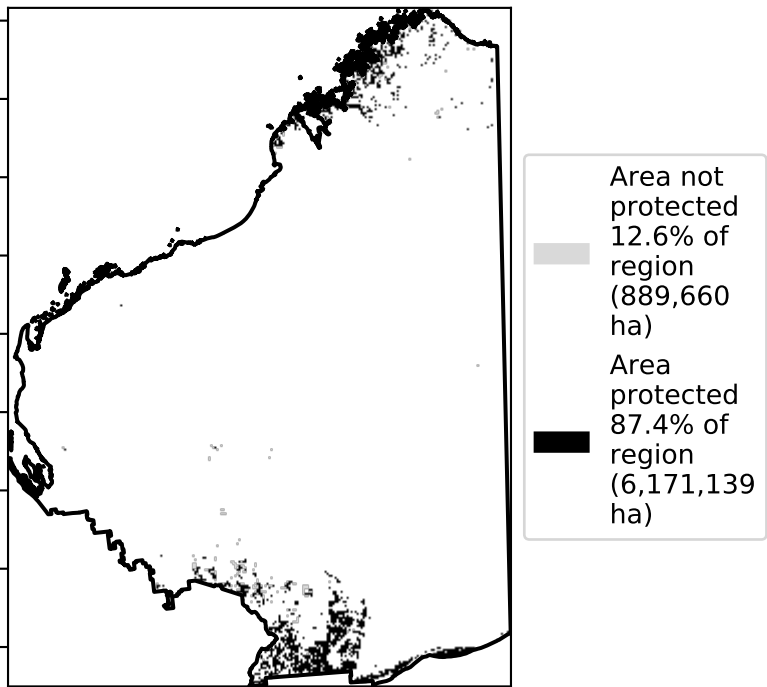 Area not
protected
12.6% of
region
(889,660
ha)
Area
protected
87.4% of
region
(6,171,139
ha)